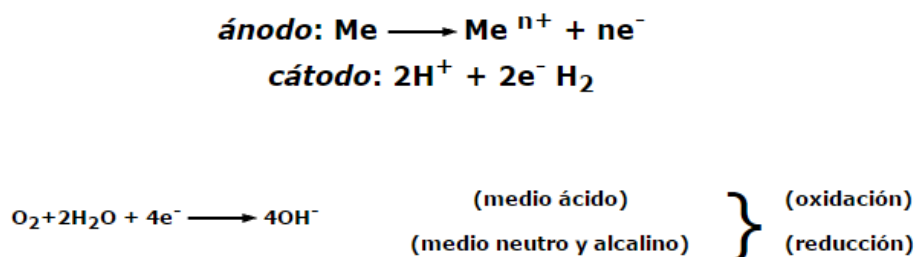 ánodo: Me ⟶ Me ⁿ⁺ + ne⁻
cátodo: 2H⁺ + 2e⁻ H₂
(medio ácido) } (oxidación)
O₂+2H₂O + 4e⁻ ⟶ 4OH⁻
(medio neutro y alcalino) } (reducción)